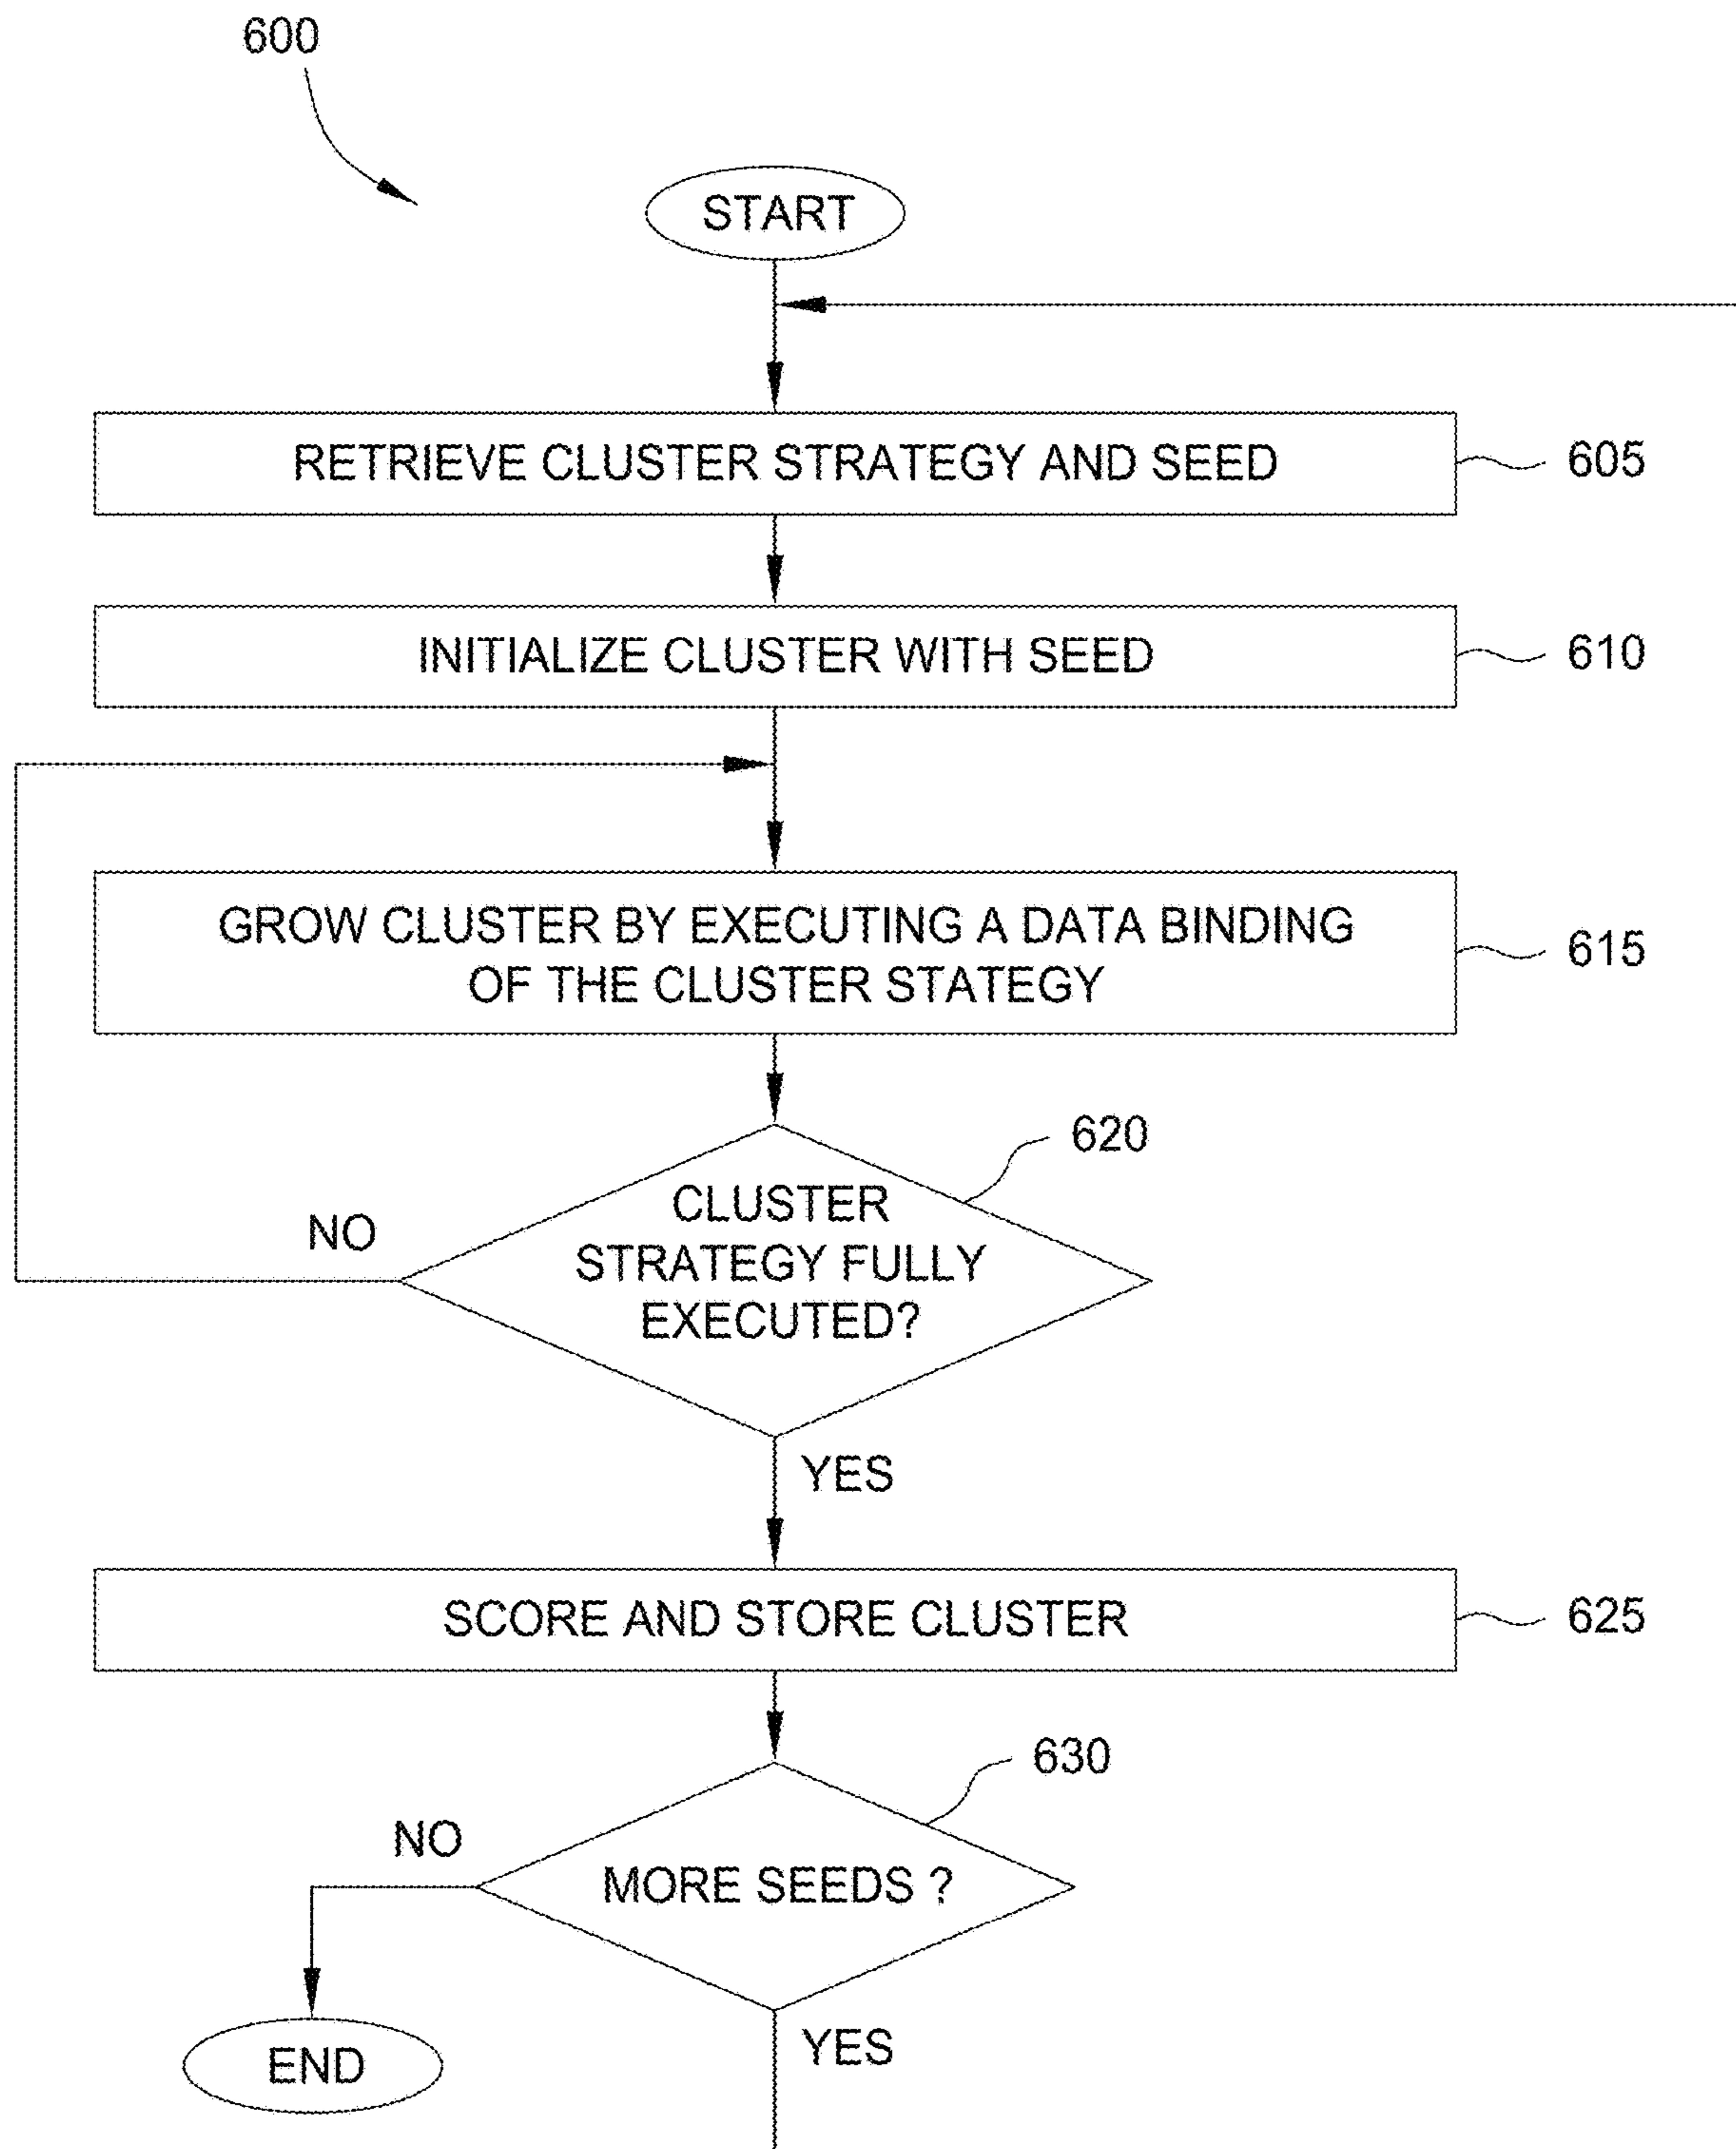 600
START
RETRIEVE CLUSTER STRATEGY AND SEED
605
INITIALIZE CLUSTER WITH SEED
610
GROW CLUSTER BY EXECUTING A DATA BINDING
OF THE CLUSTER STATEGY
615
620
CLUSTER
STRATEGY FULLY
EXECUTED?
NO
YES
SCORE AND STORE CLUSTER
625
630
NO
MORE SEEDS ?
END
YES